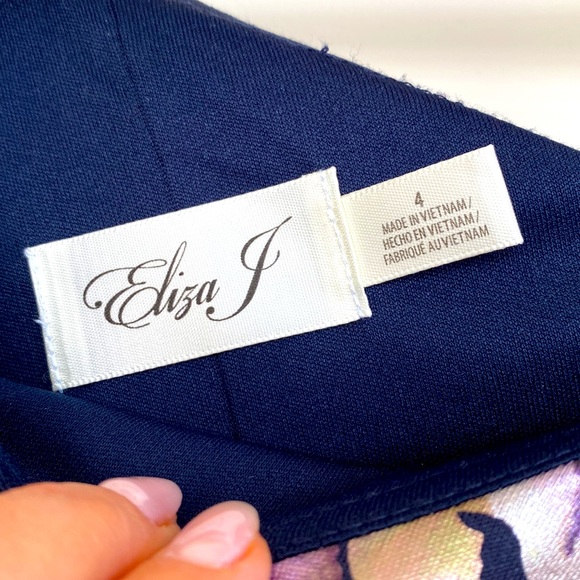 Eliza J
4
MADE IN VIETNAM/
HECHO EN VIETNAM/
FABRIQUÉ AU VIETNAM